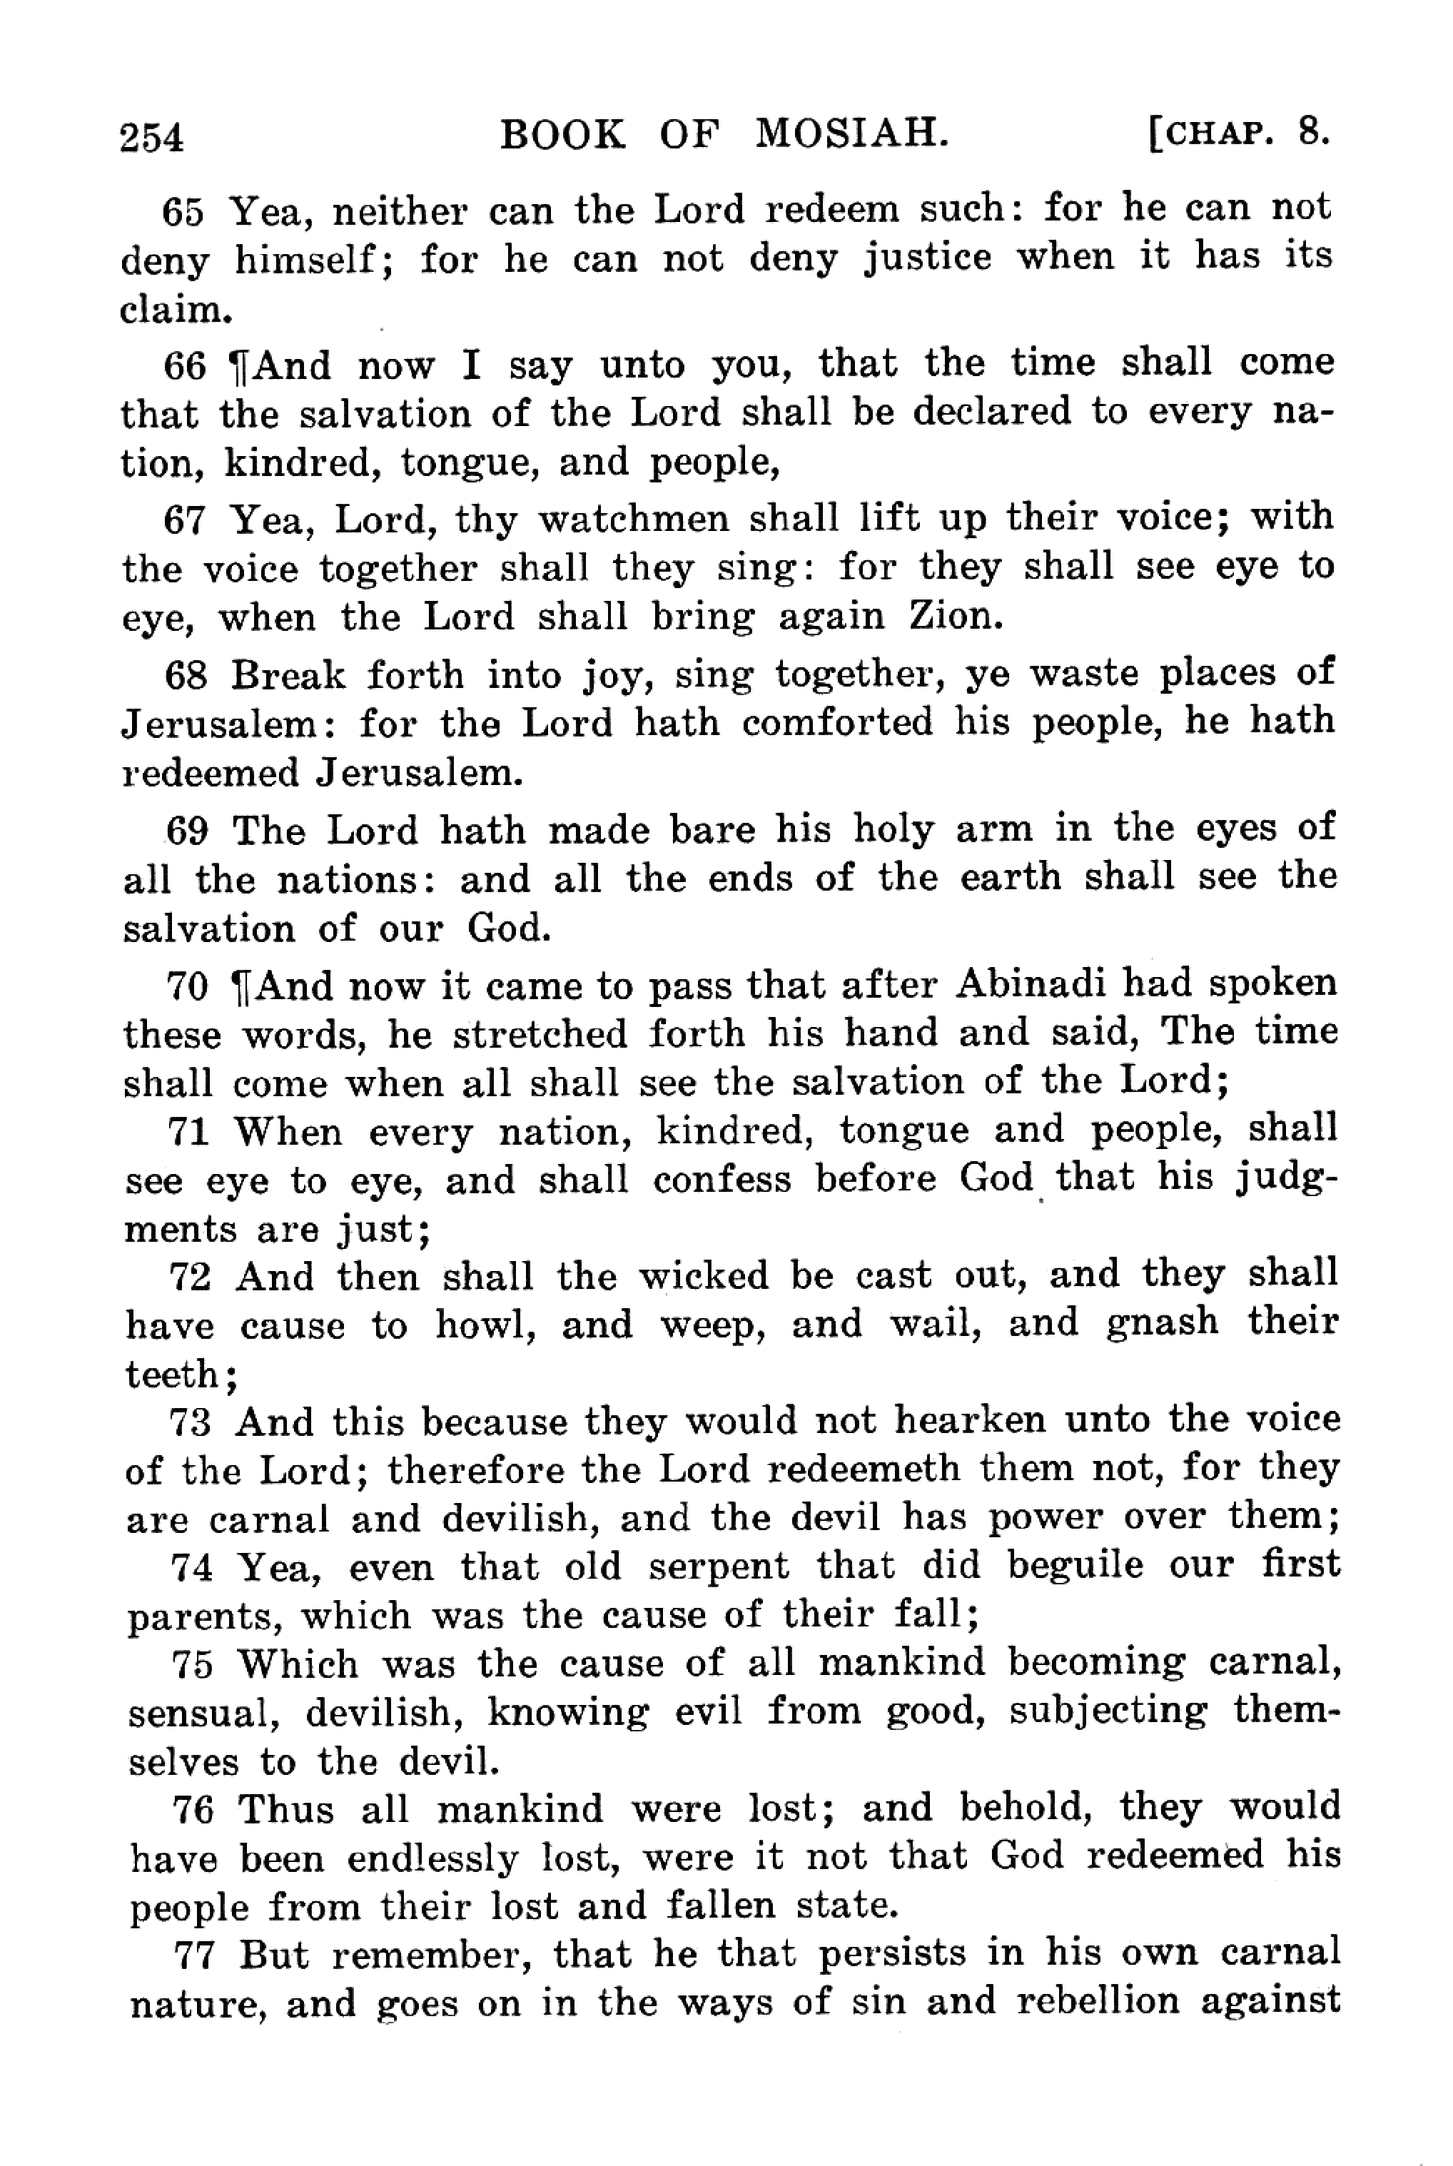 254 BOOK OF MOSIAH. [CHAP. 8.
65 Yea, neither can the Lord redeem such: for he can not
deny himself; for he can not deny justice when it has its
claim.
66 ¶And now I say unto you, that the time shall come
that the salvation of the Lord shall be declared to every na-
tion, kindred, tongue, and people,
67 Yea, Lord, thy watchmen shall lift up their voice; with
the voice together shall they sing: for they shall see eye to
eye, when the Lord shall bring again Zion.
68 Break forth into joy, sing together, ye waste places of
Jerusalem: for the Lord hath comforted his people, he hath
redeemed Jerusalem.
69 The Lord hath made bare his holy arm in the eyes of
all the nations: and all the ends of the earth shall see the
salvation of our God.
70 ¶And now it came to pass that after Abinadi had spoken
these words, he stretched forth his hand and said, The time
shall come when all shall see the salvation of the Lord;
71 When every nation, kindred, tongue and people, shall
see eye to eye, and shall confess before God that his judg-
ments are just;
72 And then shall the wicked be cast out, and they shall
have cause to howl, and weep, and wail, and gnash their
teeth;
73 And this because they would not hearken unto the voice
of the Lord; therefore the Lord redeemeth them not, for they
are carnal and devilish, and the devil has power over them;
74 Yea, even that old serpent that did beguile our first
parents, which was the cause of their fall;
75 Which was the cause of all mankind becoming carnal,
sensual, devilish, knowing evil from good, subjecting them-
selves to the devil.
76 Thus all mankind were lost; and behold, they would
have been endlessly lost, were it not that God redeemed his
people from their lost and fallen state.
77 But remember, that he that persists in his own carnal
nature, and goes on in the ways of sin and rebellion against